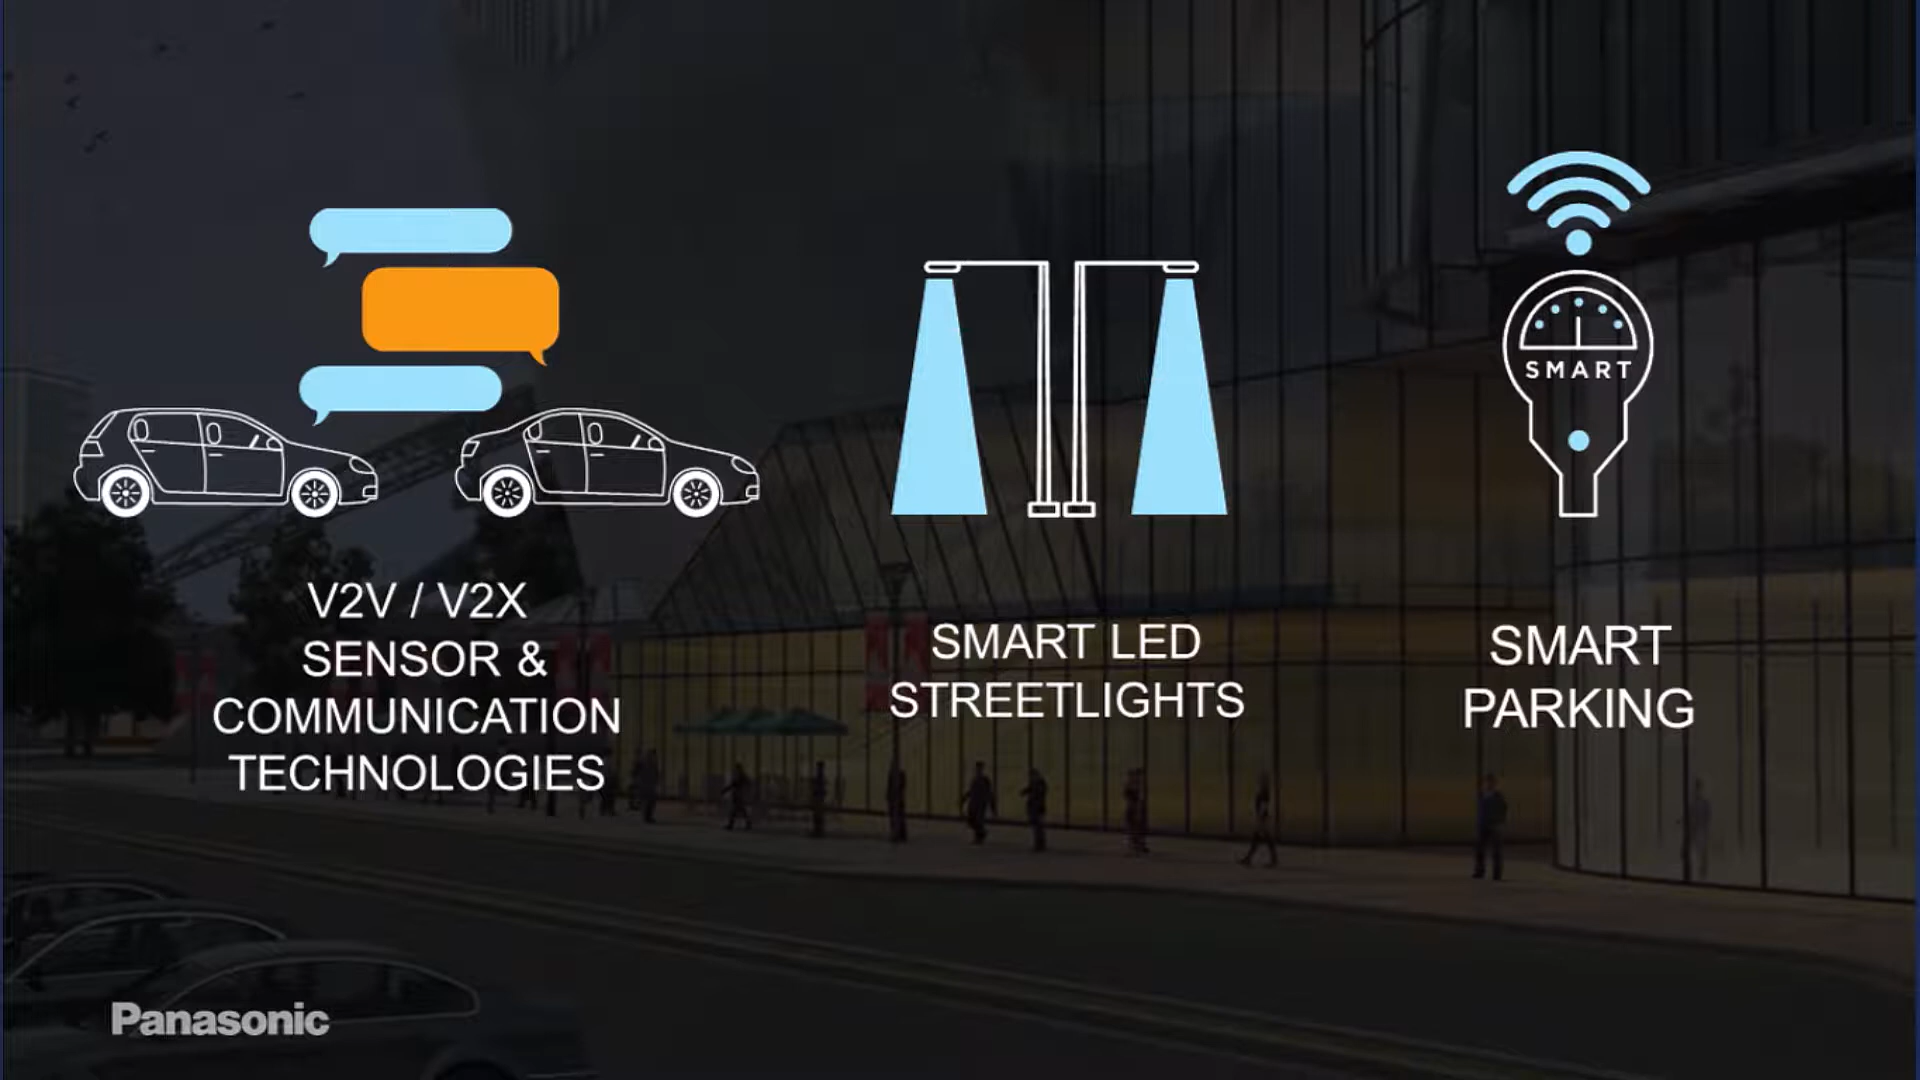 V2V / V2X
SENSOR &
COMMUNICATION
TECHNOLOGIES
SMART LED
STREETLIGHTS
SMART
SMART
PARKING
Panasonic